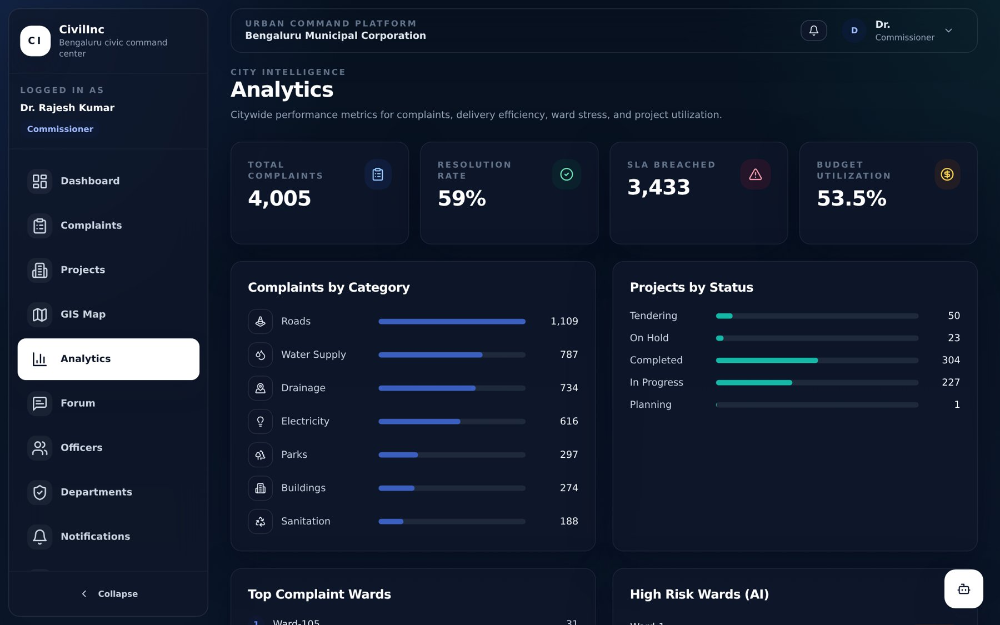 CI
CivilInc
Bengaluru civic command
center
LOGGED IN AS
Dr. Rajesh Kumar
Commissioner
Dashboard
Complaints
Projects
GIS Map
Analytics
Forum
Officers
Departments
Notifications
Collapse
URBAN COMMAND PLATFORM
Bengaluru Municipal Corporation
D
Dr.
Commissioner
CITY INTELLIGENCE
Analytics
Citywide performance metrics for complaints, delivery efficiency, ward stress, and project utilization.
TOTAL
COMPLAINTS
4,005
RESOLUTION
RATE
59%
SLA BREACHED
3,433
BUDGET
UTILIZATION
53.5%
Complaints by Category
Roads 1,109
Water Supply 787
Drainage 734
Electricity 616
Parks 297
Buildings 274
Sanitation 188
Projects by Status
Tendering 50
On Hold 23
Completed 304
In Progress 227
Planning 1
Top Complaint Wards
1 Ward-105 31
High Risk Wards (AI)
Ward-1